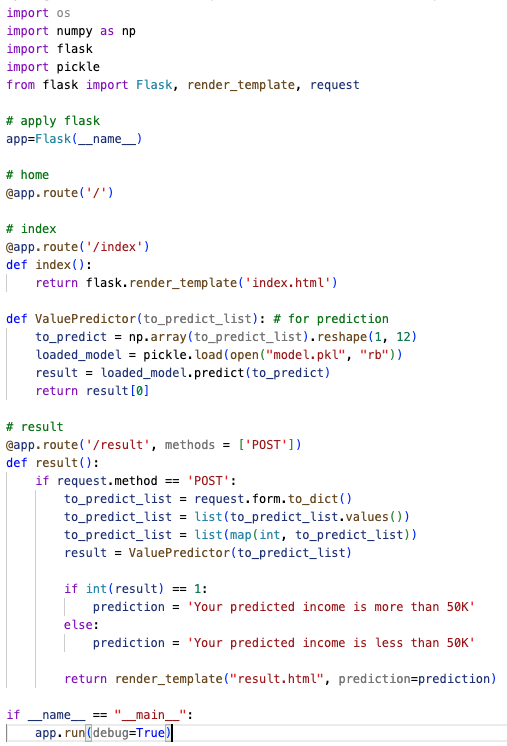 import os
import numpy as np
import flask
import pickle
from flask import Flask, render_template, request

# apply flask
app=Flask(__name__)

# home
@app.route('/')

# index
@app.route('/index')
def index():
    return flask.render_template('index.html')

def ValuePredictor(to_predict_list): # for prediction
    to_predict = np.array(to_predict_list).reshape(1, 12)
    loaded_model = pickle.load(open("model.pkl", "rb"))
    result = loaded_model.predict(to_predict)
    return result[0]

# result
@app.route('/result', methods = ['POST'])
def result():
    if request.method == 'POST':
        to_predict_list = request.form.to_dict()
        to_predict_list = list(to_predict_list.values())
        to_predict_list = list(map(int, to_predict_list))
        result = ValuePredictor(to_predict_list)

        if int(result) == 1:
            prediction = 'Your predicted income is more than 50K'
        else:
            prediction = 'Your predicted income is less than 50K'

        return render_template("result.html", prediction=prediction)

if __name__ == "__main__":
    app.run(debug=True)